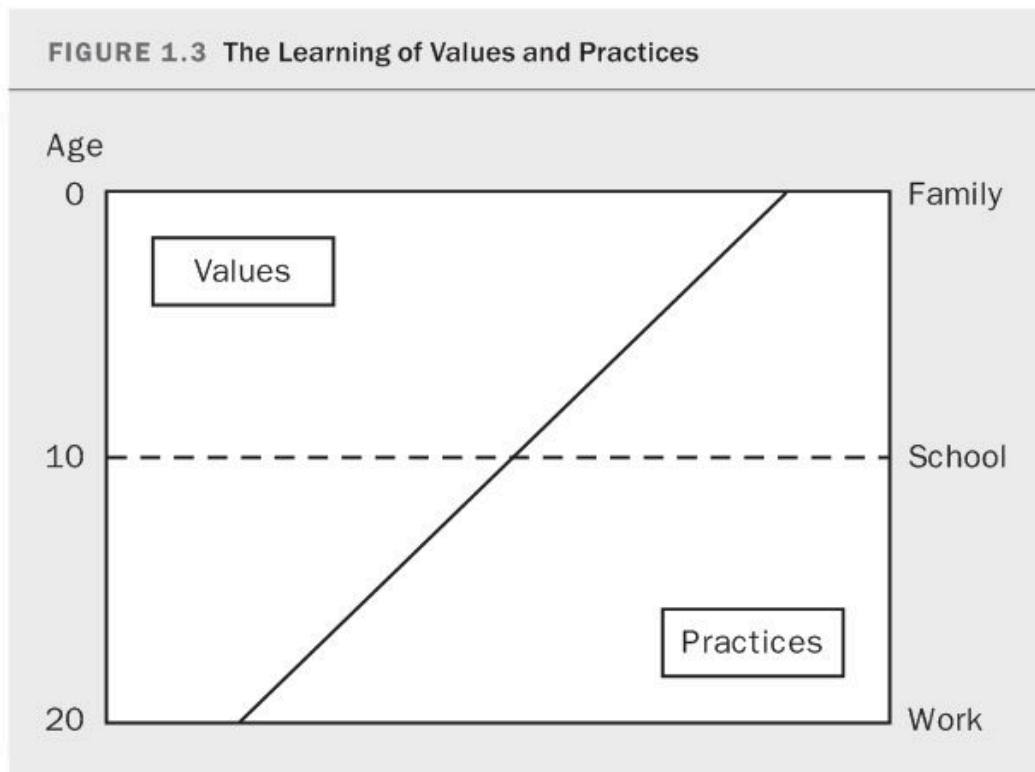 FIGURE 1.3 The Learning of Values and Practices
Age
0
Family
Values
10
School
Practices
20
Work